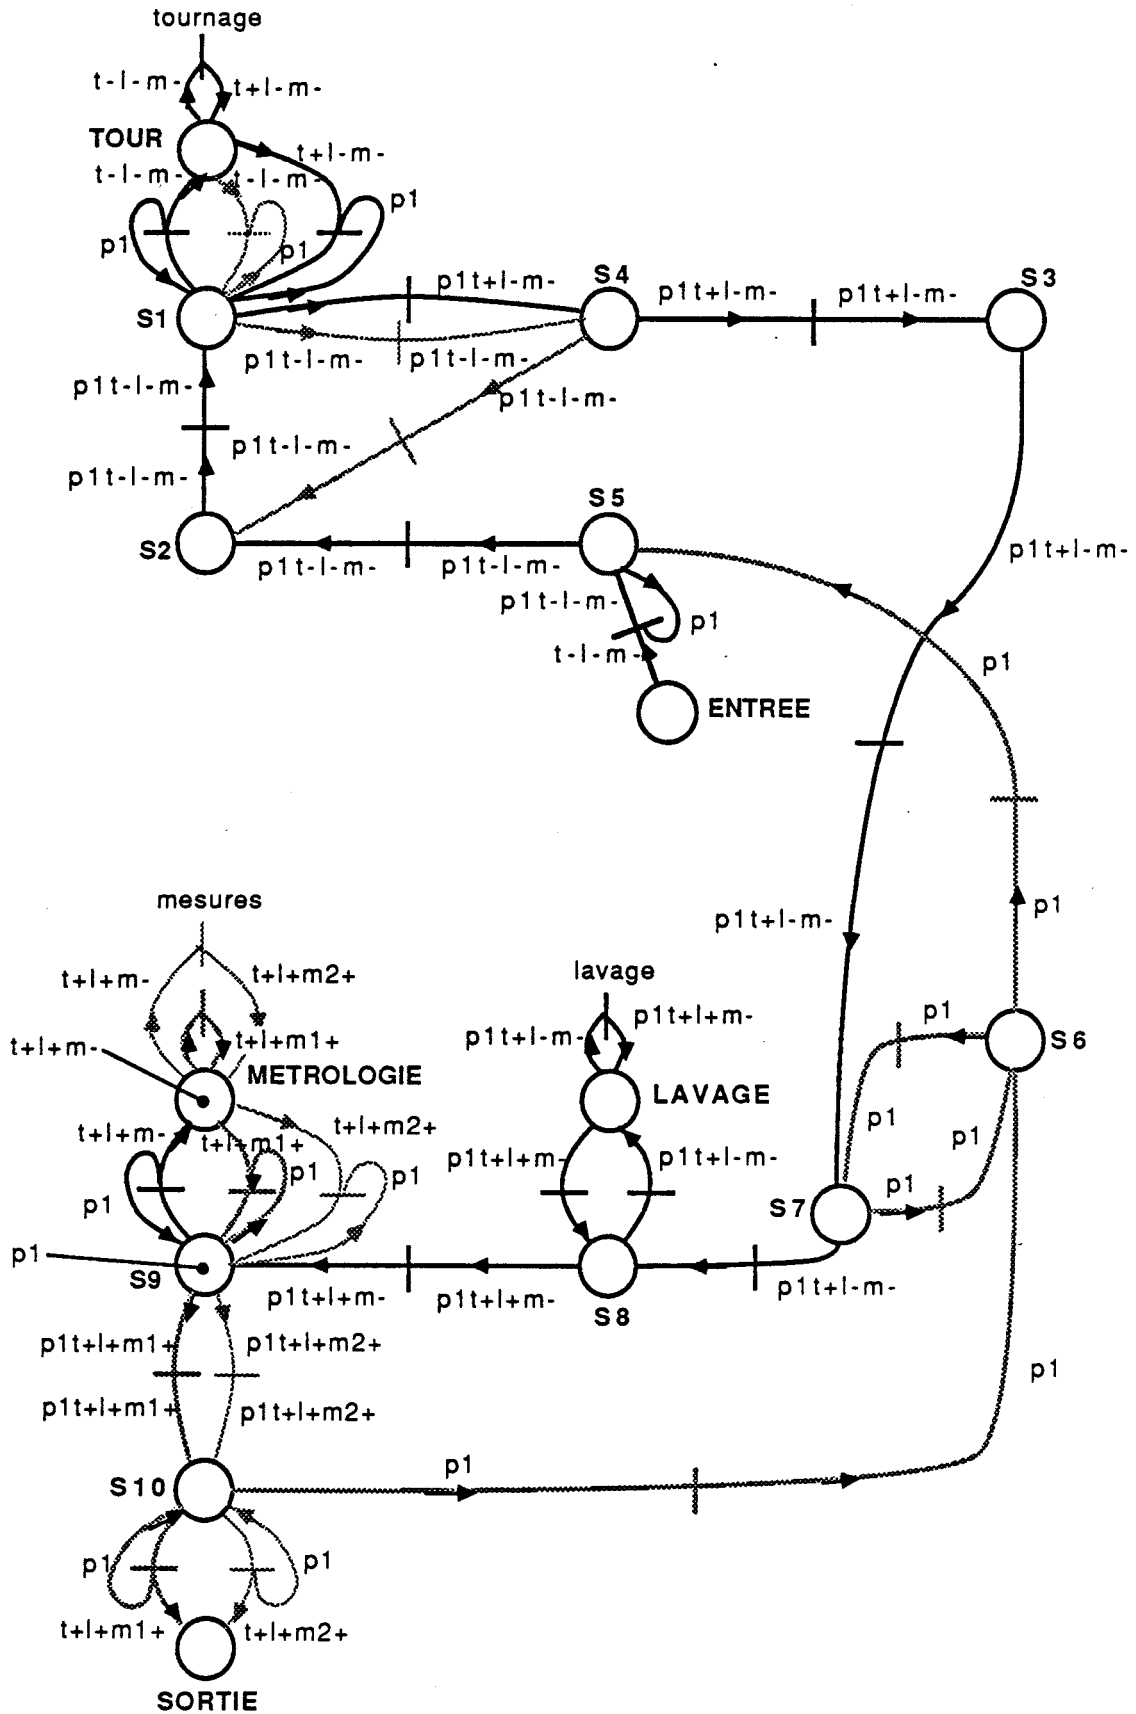 tournage
t-l-m-
t+l-m-
TOUR
t+l-m-
t-l-m-
t-l-m-
p1
p1
p1
S1
p1t+l-m-
S4
p1t+l-m-
p1t+l-m-
S3
p1t-l-m-
p1t-l-m-
p1t-l-m-
p1t-l-m-
p1t-l-m-
p1t-l-m-
S2
S5
p1t-l-m-
p1t-l-m-
p1t+l-m-
p1t-l-m-
p1
t-l-m-
p1
ENTREE
mesures
p1
p1t+l-m-
t+l+m-
t+l+m2+
lavage
p1t+l-m-
p1t+l+m-
t+l+m1+
t+l+m-
METROLOGIE
p1
S6
LAVAGE
t+l+m-
t+l+m1+
t+l+m2+
p1
p1
p1
p1
p1
p1t+l+m-
p1t+l-m-
p1
S7
p1
S9
p1t+l+m-
p1t+l+m-
S8
p1t+l-m-
p1t+l+m1+
p1t+l+m2+
p1
p1t+l+m1+
p1t+l+m2+
S10
p1
p1
p1
t+l+m1+
t+l+m2+
SORTIE